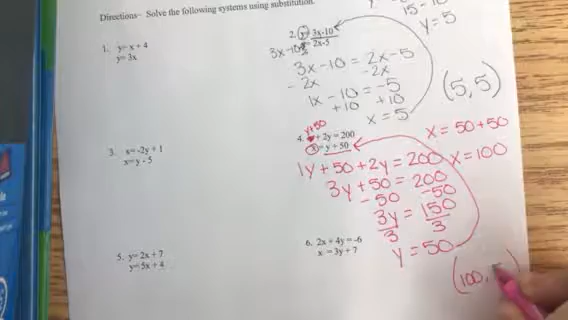 Directions- Solve the following systems using substitution.
1. y= x + 4
y= 3x
2. y= 3x-10
y= 2x-5
3x-10 = 2x-5
-2x -2x
1x - 10 = -5
+10 +10
x = 5
y = 5
(5, 5)
3. x= -2y + 1
x= y - 5
y+50
4. + 2y = 200
x = y + 50
1y + 50 + 2y = 200
3y + 50 = 200
-50 -50
3y = 150
3 3
y = 50
x = 50 + 50
x = 100
(100,
5. y= 2x + 7
y= 5x + 4
6. 2x + 4y = -6
x = 3y + 7